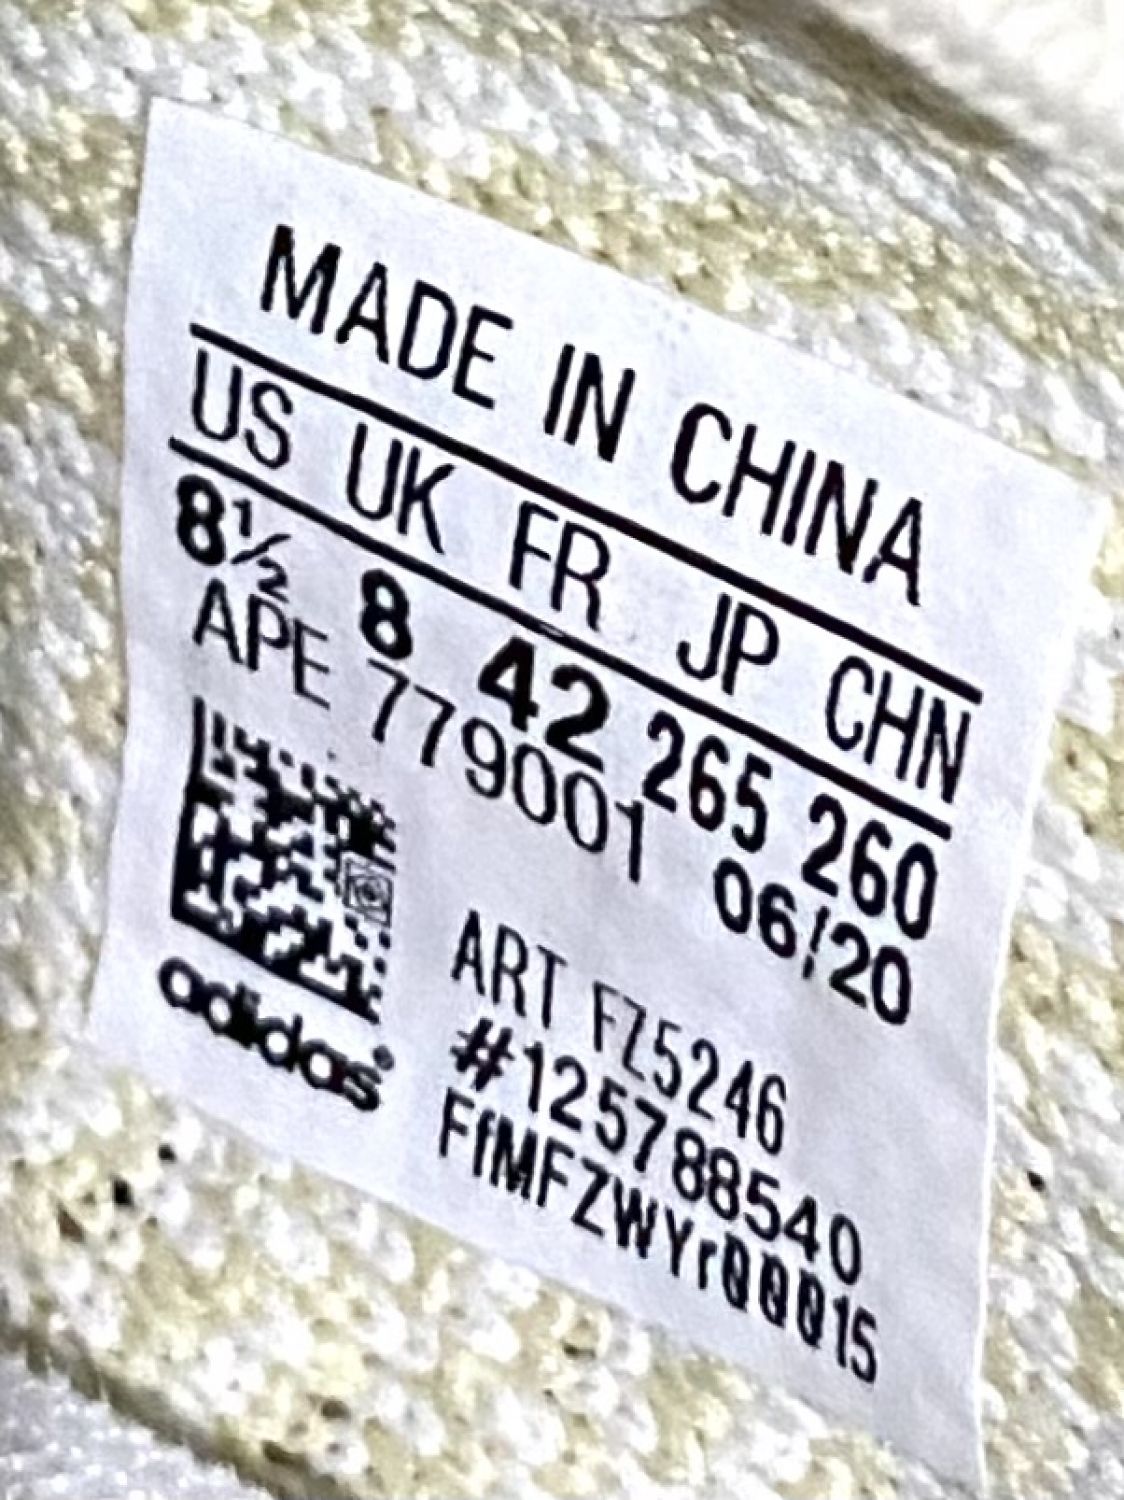 MADE IN CHINA
US UK FR JP CHN
8½ 8 42 265 260
APE 779001 06/20
ART FZ5246
#125788540
FfMFZWYr00015
adidas®